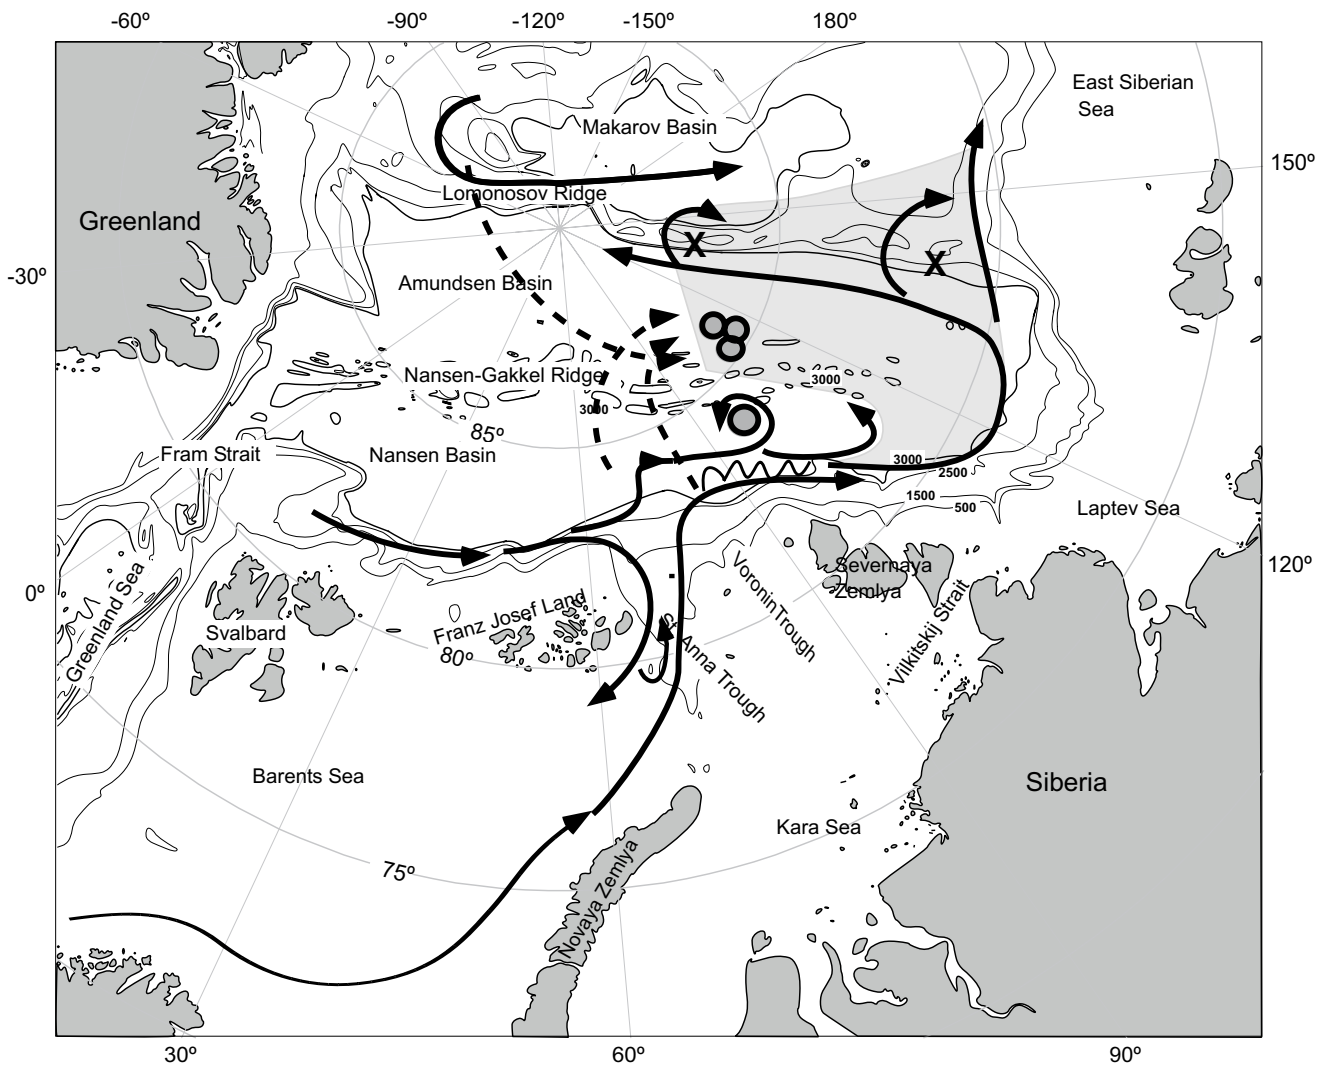 -60º
-90º
-120º
-150º
180º
East Siberian
Sea
Makarov Basin
150º
Lomonosov Ridge
Greenland
-30º
Amundsen Basin
Nansen-Gakkel Ridge
3000
3000
85º
Fram Strait
Nansen Basin
3000
2500
1500
500
Laptev Sea
120º
0º
Greenland Sea
Svalbard
Franz Josef Land
80º
St. Anna Trough
VoroninTrough
Severnaya
Zemlya
Vilkitskij Strait
Barents Sea
Siberia
Kara Sea
75º
Novaya Zemlya
30º
60º
90º
X
X